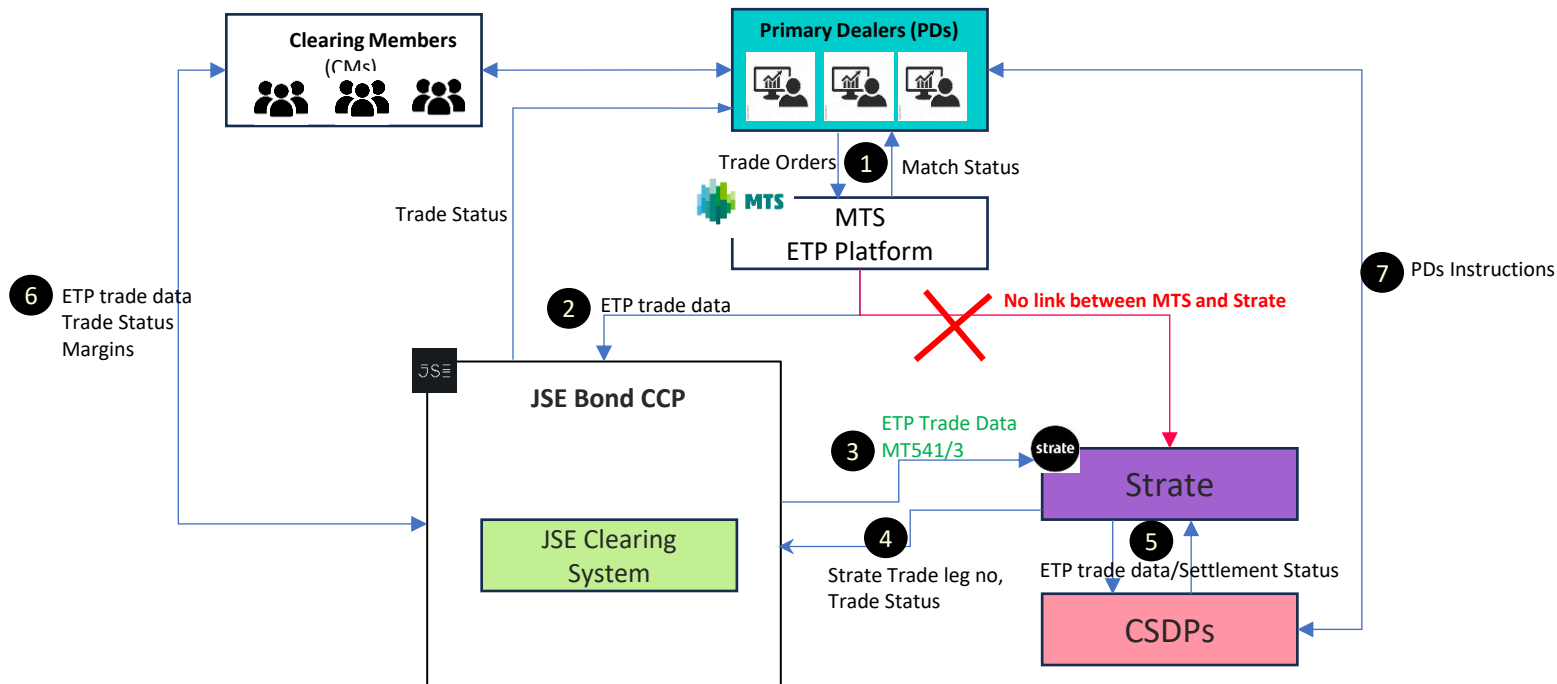 Clearing Members
(CMs)
Primary Dealers (PDs)
Trade Orders
1
Match Status
MTS
MTS
ETP Platform
Trade Status
6
ETP trade data
Trade Status
Margins
2
ETP trade data
No link between MTS and Strate
7
PDs Instructions
JSE
JSE Bond CCP
3
ETP Trade Data
MT541/3
strate
Strate
JSE Clearing
System
4
Strate Trade leg no,
Trade Status
5
ETP trade data/Settlement Status
CSDPs